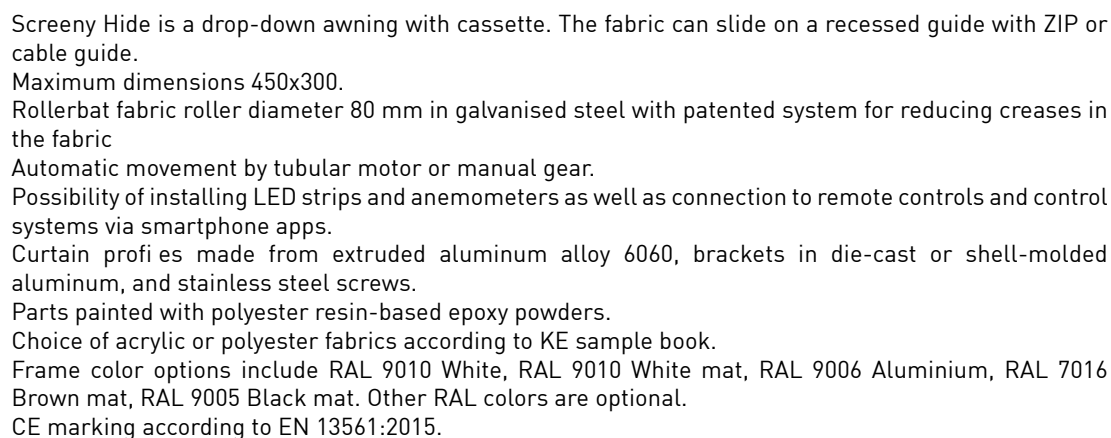 Screeny Hide is a drop-down awning with cassette. The fabric can slide on a recessed guide with ZIP or
cable guide.
Maximum dimensions 450x300.
Rollerbat fabric roller diameter 80 mm in galvanised steel with patented system for reducing creases in
the fabric
Automatic movement by tubular motor or manual gear.
Possibility of installing LED strips and anemometers as well as connection to remote controls and control
systems via smartphone apps.
Curtain profi es made from extruded aluminum alloy 6060, brackets in die-cast or shell-molded
aluminum, and stainless steel screws.
Parts painted with polyester resin-based epoxy powders.
Choice of acrylic or polyester fabrics according to KE sample book.
Frame color options include RAL 9010 White, RAL 9010 White mat, RAL 9006 Aluminium, RAL 7016
Brown mat, RAL 9005 Black mat. Other RAL colors are optional.
CE marking according to EN 13561:2015.